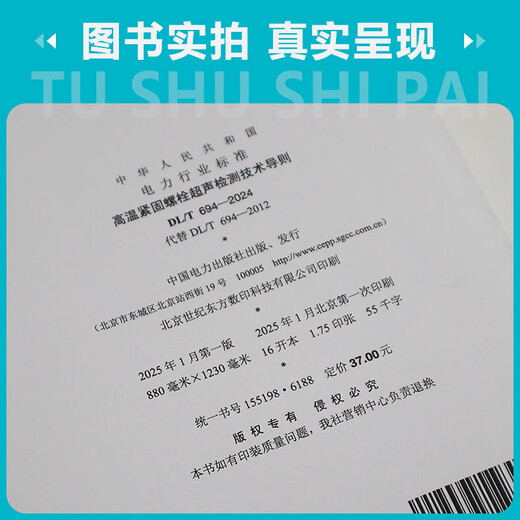 图书实拍 真实呈现
TU SHU SHI PAI
中华人民共和国
电力行业标准
高温紧固螺栓超声检测技术导则
DL/T 694—2024
代替 DL/T 694—2012
*
中国电力出版社出版、发行
(北京市东城区北京站西街19号 100005 http://www.cepp.sgcc.com.cn)
北京世纪东方数印科技有限公司印刷
*
2025年1月第一版 2025年1月北京第一次印刷
880毫米×1230毫米 16开本 1.75印张 55千字
统一书号 155198·6188 定价 37.00元
版权专有 侵权必究
本书如有印装质量问题,我社营销中心负责退换